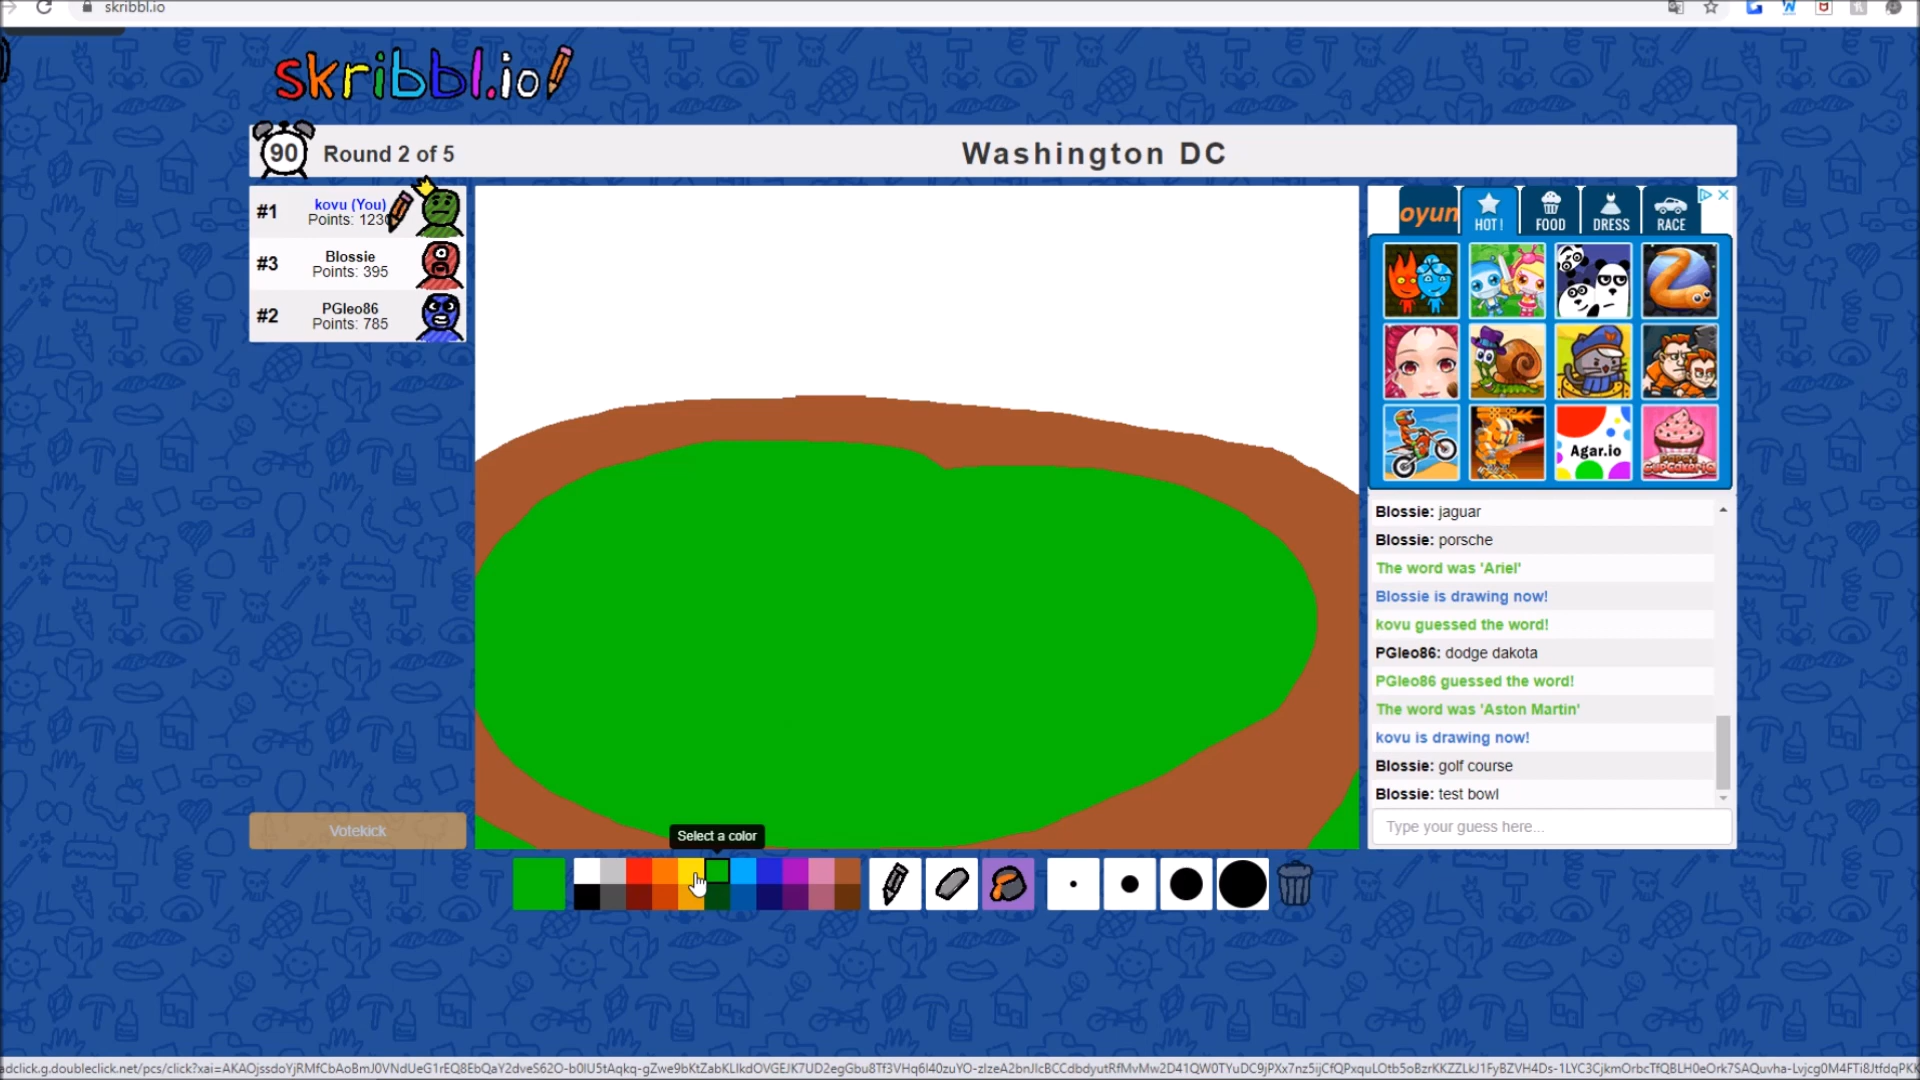 skribbl.io
skribbl.io
90
Round 2 of 5
Washington DC
#1
kovu (You)
Points: 1230
#3
Blossie
Points: 395
#2
PGleo86
Points: 785
Votekick
oyun
HOT!
FOOD
DRESS
RACE
Agar.io
Blossie: jaguar
Blossie: porsche
The word was 'Ariel'
Blossie is drawing now!
kovu guessed the word!
PGleo86: dodge dakota
PGleo86 guessed the word!
The word was 'Aston Martin'
kovu is drawing now!
Blossie: golf course
Blossie: test bowl
Type your guess here...
Select a color